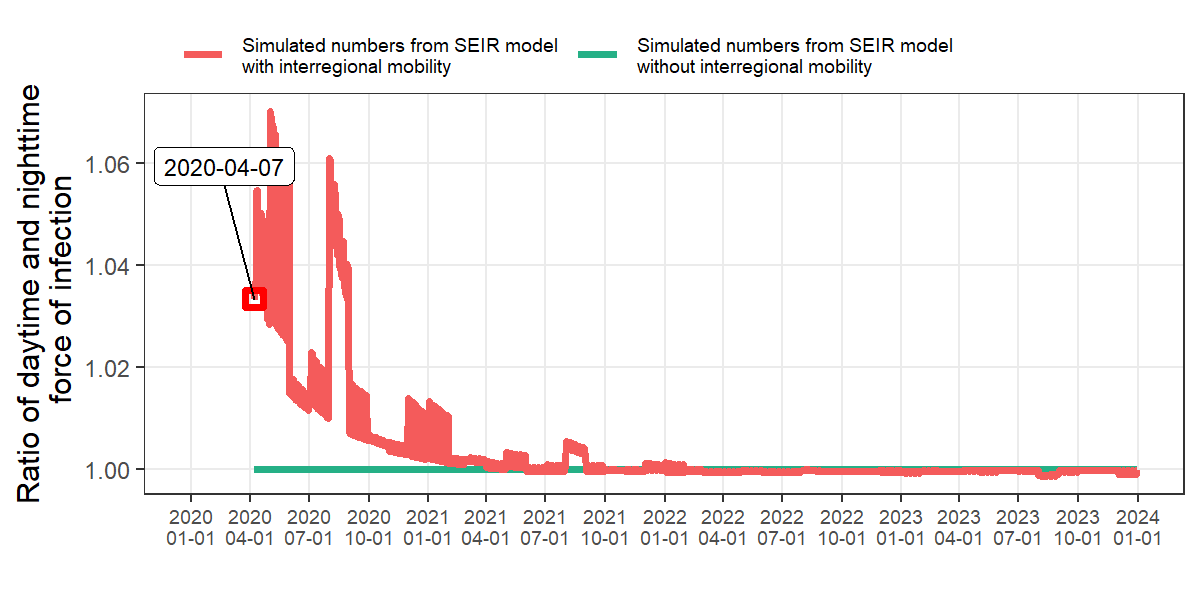 Simulated numbers from SEIR model
with interregional mobility
Simulated numbers from SEIR model
without interregional mobility
Ratio of daytime and nighttime
force of infection
1.06
1.04
1.02
1.00
2020-04-07
2020 2020 2020 2020 2021 2021 2021 2021 2022 2022 2022 2022 2023 2023 2023 2023 2024
01-01 04-01 07-01 10-01 01-01 04-01 07-01 10-01 01-01 04-01 07-01 10-01 01-01 04-01 07-01 10-01 01-01